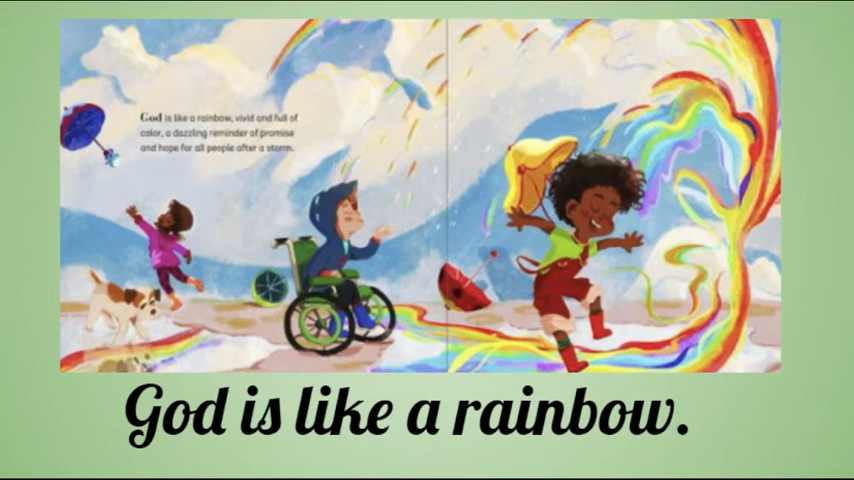 God is like a rainbow, vivid and full of
color, a dazzling reminder of promise
and hope for all people after a storm.
God is like a rainbow.